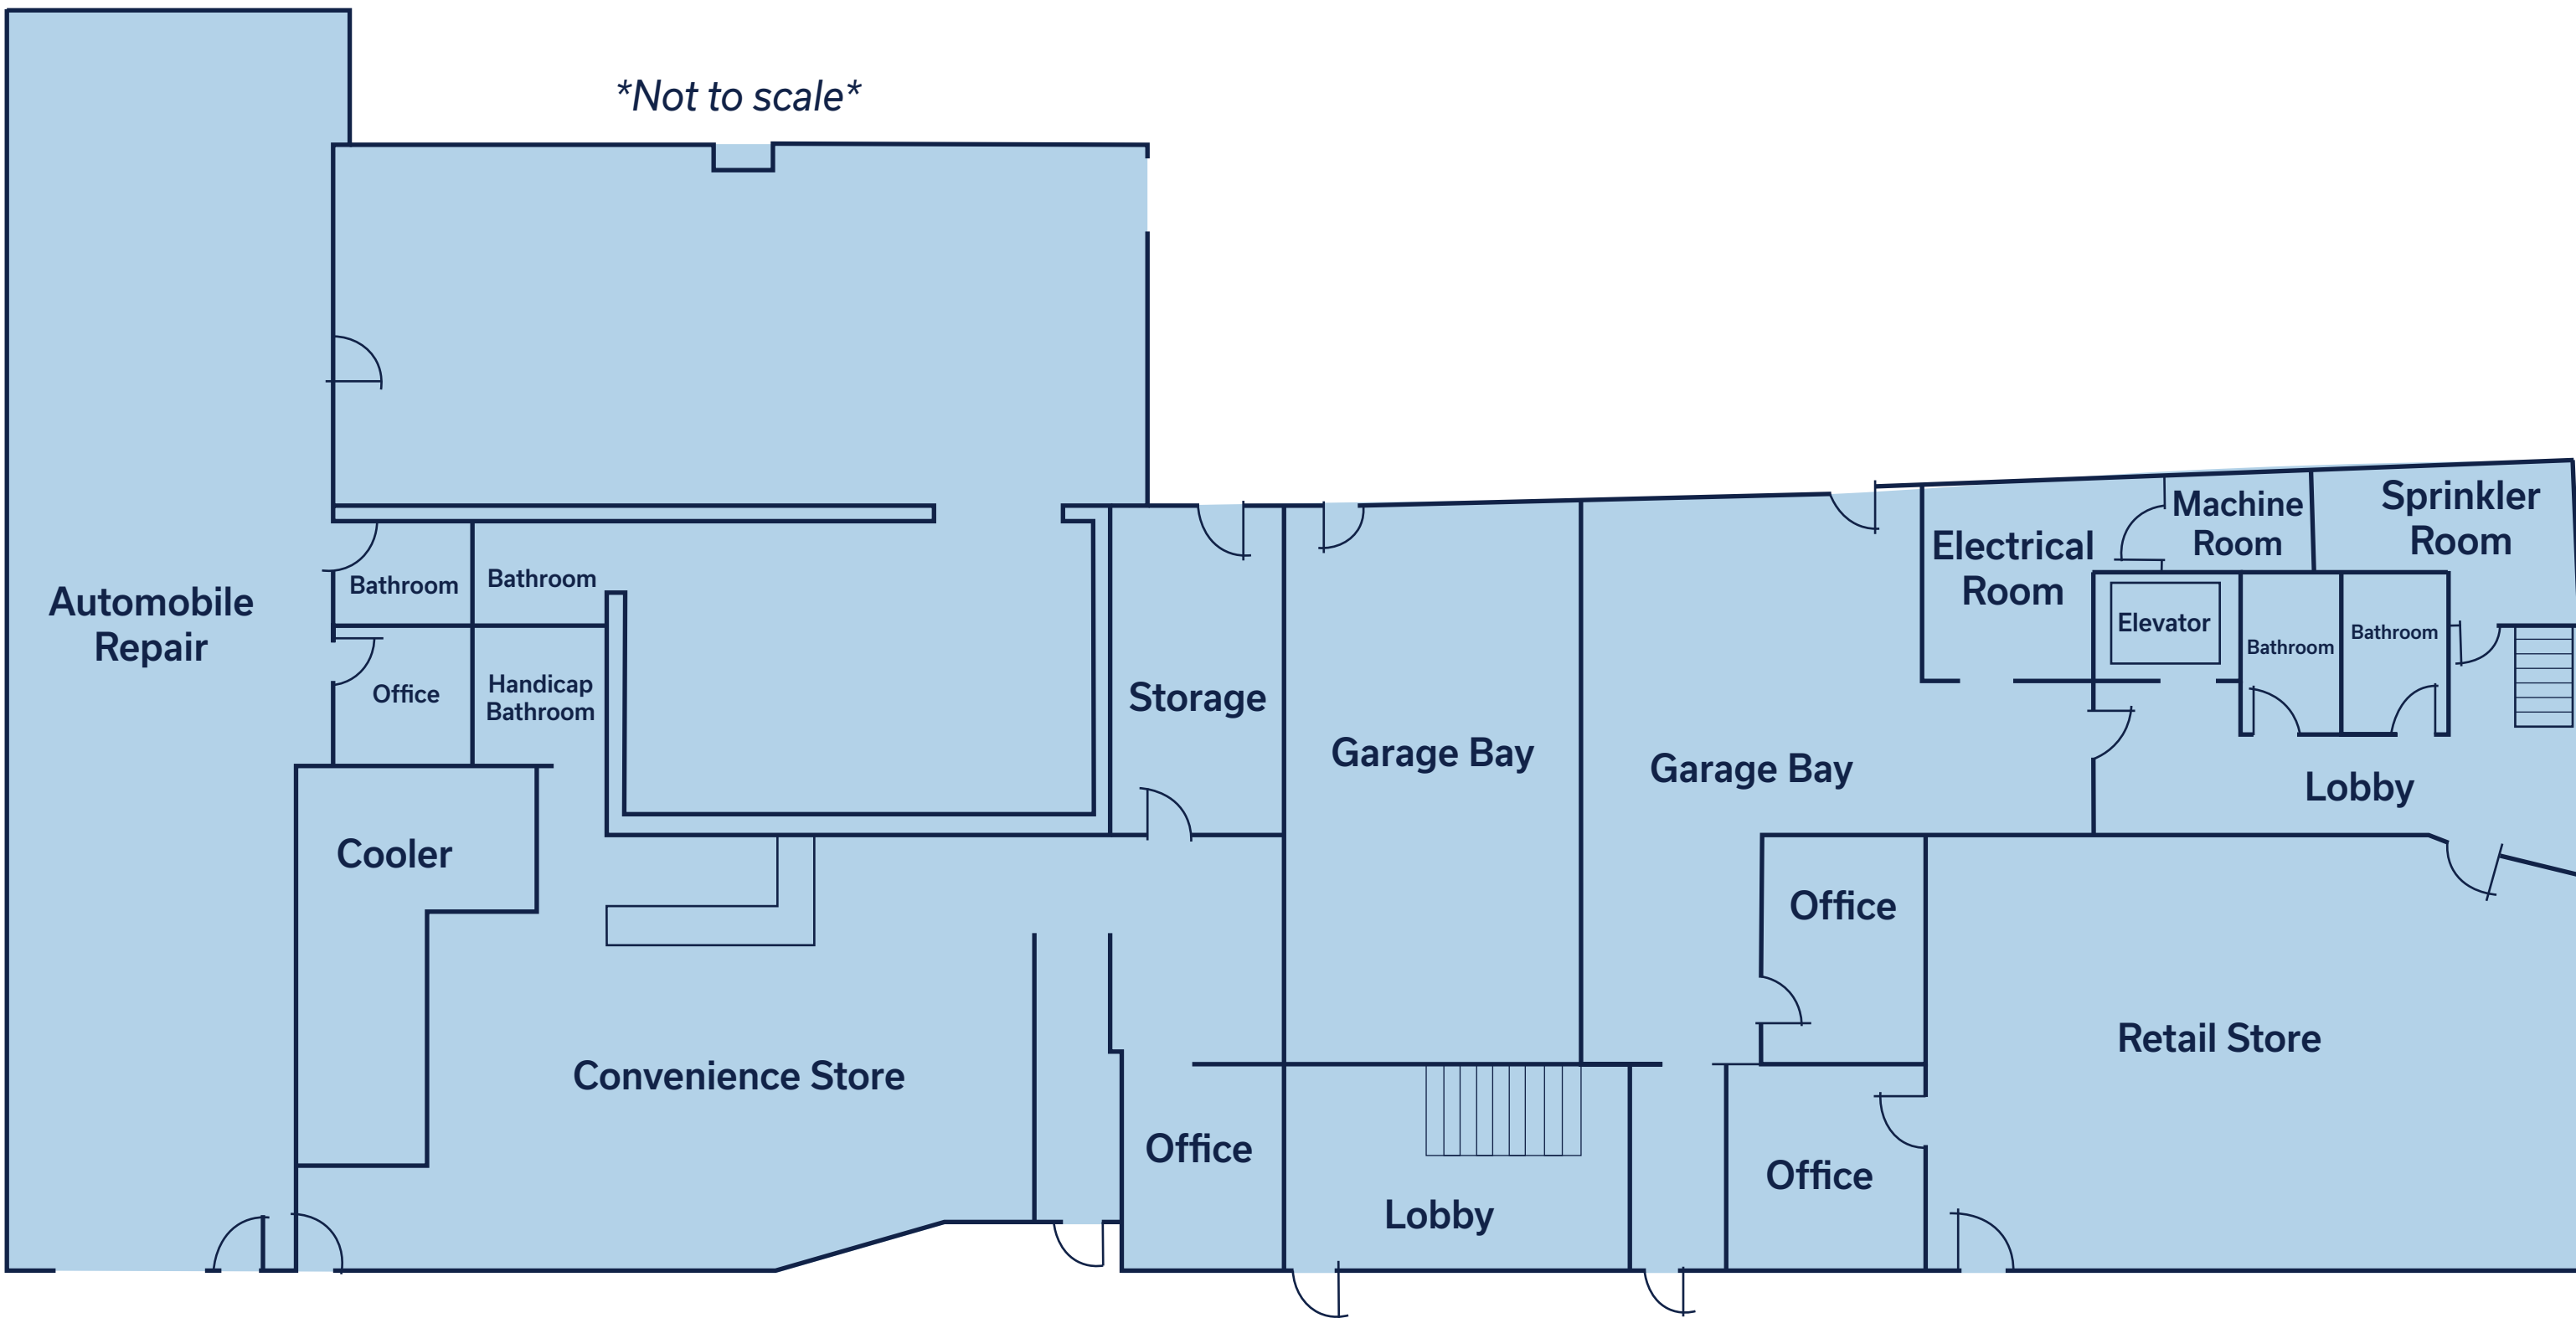 *Not to scale*
Automobile
Repair
Bathroom
Bathroom
Office
Handicap
Bathroom
Cooler
Convenience Store
Storage
Office
Garage Bay
Lobby
Garage Bay
Office
Office
Electrical
Room
Machine
Room
Sprinkler
Room
Elevator
Bathroom
Bathroom
Lobby
Retail Store